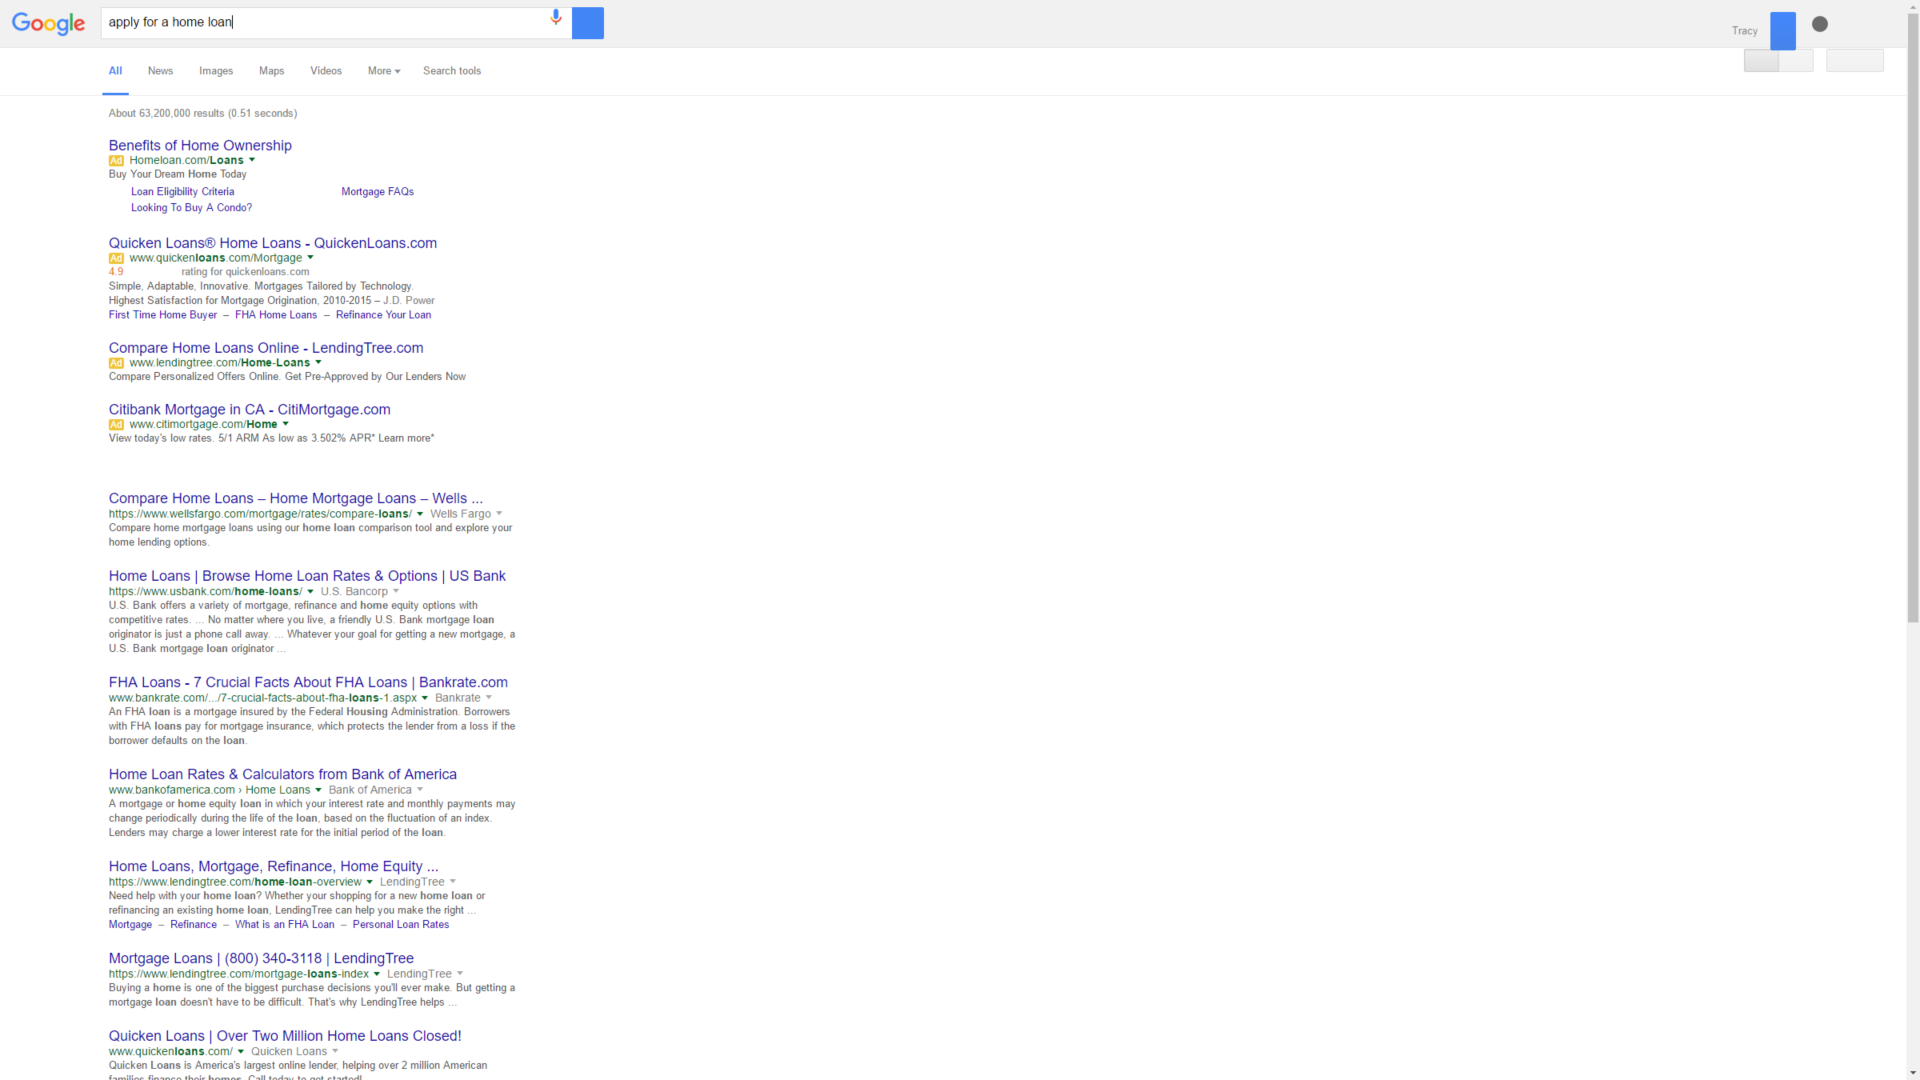 Google
apply for a home loan
Tracy
All News Images Maps Videos More Search tools
About 63,200,000 results (0.51 seconds)
Benefits of Home Ownership
Ad Homeloan.com/Loans
Buy Your Dream Home Today
Loan Eligibility Criteria Mortgage FAQs
Looking To Buy A Condo?
Quicken Loans® Home Loans - QuickenLoans.com
Ad www.quickenloans.com/Mortgage
4.9 rating for quickenloans.com
Simple, Adaptable, Innovative. Mortgages Tailored by Technology.
Highest Satisfaction for Mortgage Origination, 2010-2015 – J.D. Power
First Time Home Buyer – FHA Home Loans – Refinance Your Loan
Compare Home Loans Online - LendingTree.com
Ad www.lendingtree.com/Home-Loans
Compare Personalized Offers Online. Get Pre-Approved by Our Lenders Now
Citibank Mortgage in CA - CitiMortgage.com
Ad www.citimortgage.com/Home
View today's low rates. 5/1 ARM As low as 3.502% APR* Learn more*
Compare Home Loans – Home Mortgage Loans – Wells ...
https://www.wellsfargo.com/mortgage/rates/compare-loans/ Wells Fargo
Compare home mortgage loans using our home loan comparison tool and explore your
home lending options.
Home Loans | Browse Home Loan Rates & Options | US Bank
https://www.usbank.com/home-loans/ U.S. Bancorp
U.S. Bank offers a variety of mortgage, refinance and home equity options with
competitive rates. ... No matter where you live, a friendly U.S. Bank mortgage loan
originator is just a phone call away. ... Whatever your goal for getting a new mortgage, a
U.S. Bank mortgage loan originator ...
FHA Loans - 7 Crucial Facts About FHA Loans | Bankrate.com
www.bankrate.com/.../7-crucial-facts-about-fha-loans-1.aspx Bankrate
An FHA loan is a mortgage insured by the Federal Housing Administration. Borrowers
with FHA loans pay for mortgage insurance, which protects the lender from a loss if the
borrower defaults on the loan.
Home Loan Rates & Calculators from Bank of America
www.bankofamerica.com › Home Loans Bank of America
A mortgage or home equity loan in which your interest rate and monthly payments may
change periodically during the life of the loan, based on the fluctuation of an index.
Lenders may charge a lower interest rate for the initial period of the loan.
Home Loans, Mortgage, Refinance, Home Equity ...
https://www.lendingtree.com/home-loan-overview LendingTree
Need help with your home loan? Whether your shopping for a new home loan or
refinancing an existing home loan, LendingTree can help you make the right ...
Mortgage – Refinance – What is an FHA Loan – Personal Loan Rates
Mortgage Loans | (800) 340-3118 | LendingTree
https://www.lendingtree.com/mortgage-loans-index LendingTree
Buying a home is one of the biggest purchase decisions you'll ever make. But getting a
mortgage loan doesn't have to be difficult. That's why LendingTree helps ...
Quicken Loans | Over Two Million Home Loans Closed!
www.quickenloans.com/ Quicken Loans
Quicken Loans is America's largest online lender, helping over 2 million American
families finance their homes. Call today to get started!